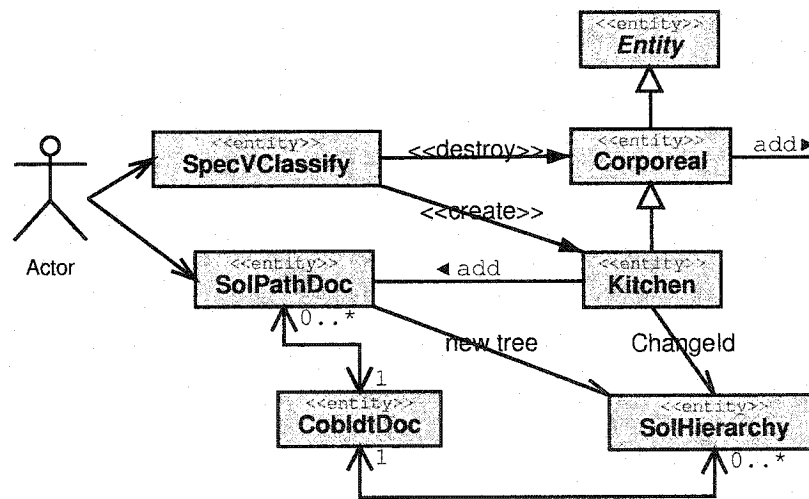 <<entity>>
Entity
<<entity>>
SpecVClassify
<<destroy>>
<<entity>>
Corporeal
add►
<<create>>
Actor
<<entity>>
SolPathDoc
◄ add
<<entity>>
Kitchen
0..*
new tree
ChangeId
1
<<entity>>
CobIdtDoc
1
<<entity>>
SolHierarchy
0..*